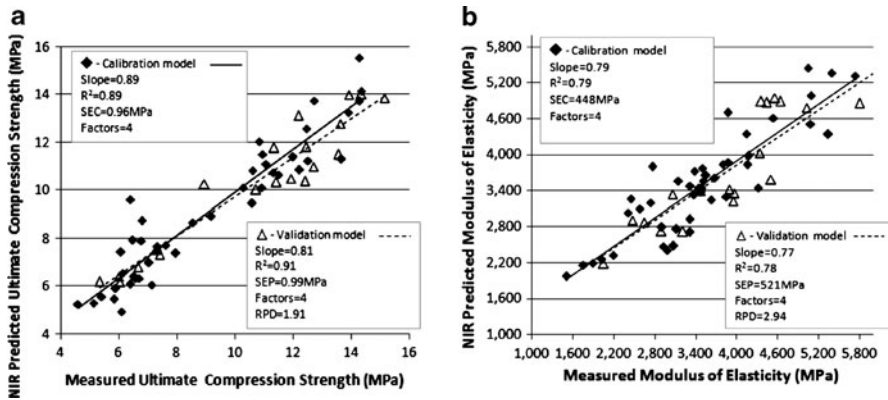 a
NIR Predicted Ultimate Compression Strength (MPa)
16
14
12
10
8
6
4
- Calibration model
Slope=0.89
R²=0.89
SEC=0.96MPa
Factors=4
- Validation model
Slope=0.81
R²=0.91
SEP=0.99MPa
Factors=4
RPD=1.91
4 6 8 10 12 14 16
Measured Ultimate Compression Strength (MPa)
b
NIR Predicted Modulus of Elasticity (MPa)
5,800
5,200
4,600
4,000
3,400
2,800
2,200
1,600
1,000
- Calibration model
Slope=0.79
R²=0.79
SEC=448MPa
Factors=4
- Validation model
Slope=0.77
R²=0.78
SEP=521MPa
Factors=4
RPD=2.94
1,000 1,600 2,200 2,800 3,400 4,000 4,600 5,200 5,800
Measured Modulus of Elasticity (MPa)